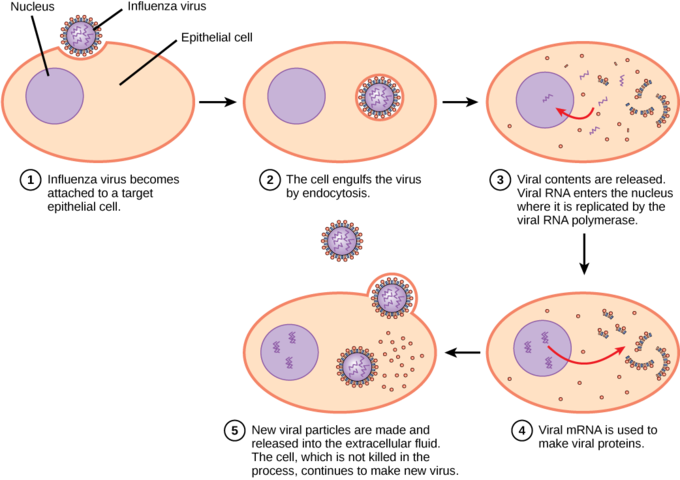 Nucleus
Influenza virus
Epithelial cell
1 Influenza virus becomes
attached to a target
epithelial cell.
2 The cell engulfs the virus
by endocytosis.
3 Viral contents are released.
Viral RNA enters the nucleus
where it is replicated by the
viral RNA polymerase.
4 Viral mRNA is used to
make viral proteins.
5 New viral particles are made and
released into the extracellular fluid.
The cell, which is not killed in the
process, continues to make new virus.